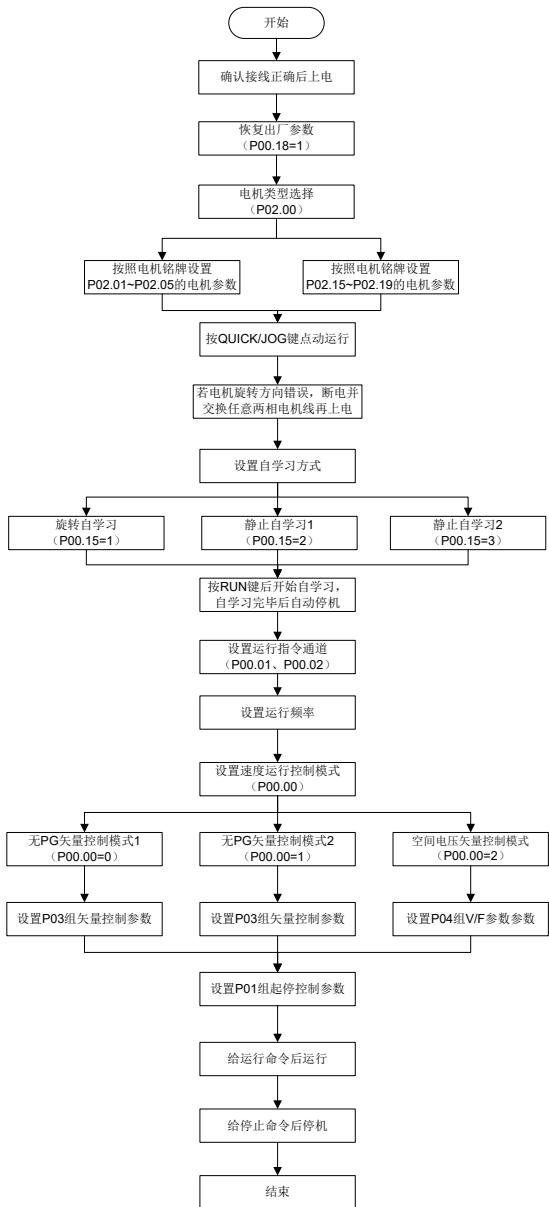 开始
确认接线正确后上电
恢复出厂参数
（P00.18=1）
电机类型选择
（P02.00）
按照电机铭牌设置
P02.01~P02.05的电机参数
按照电机铭牌设置
P02.15~P02.19的电机参数
按QUICK/JOG键点动运行
若电机旋转方向错误，断电并
交换任意两相电机线再上电
设置自学习方式
旋转自学习
（P00.15=1）
静止自学习1
（P00.15=2）
静止自学习2
（P00.15=3）
按RUN键后开始自学习，
自学习完毕后自动停机
设置运行指令通道
（P00.01、P00.02）
设置运行频率
设置速度运行控制模式
（P00.00）
无PG矢量控制模式1
（P00.00=0）
无PG矢量控制模式2
（P00.00=1）
空间电压矢量控制模式
（P00.00=2）
设置P03组矢量控制参数
设置P03组矢量控制参数
设置P04组V/F参数参数
设置P01组起停控制参数
给运行命令后运行
给停止命令后停机
结束